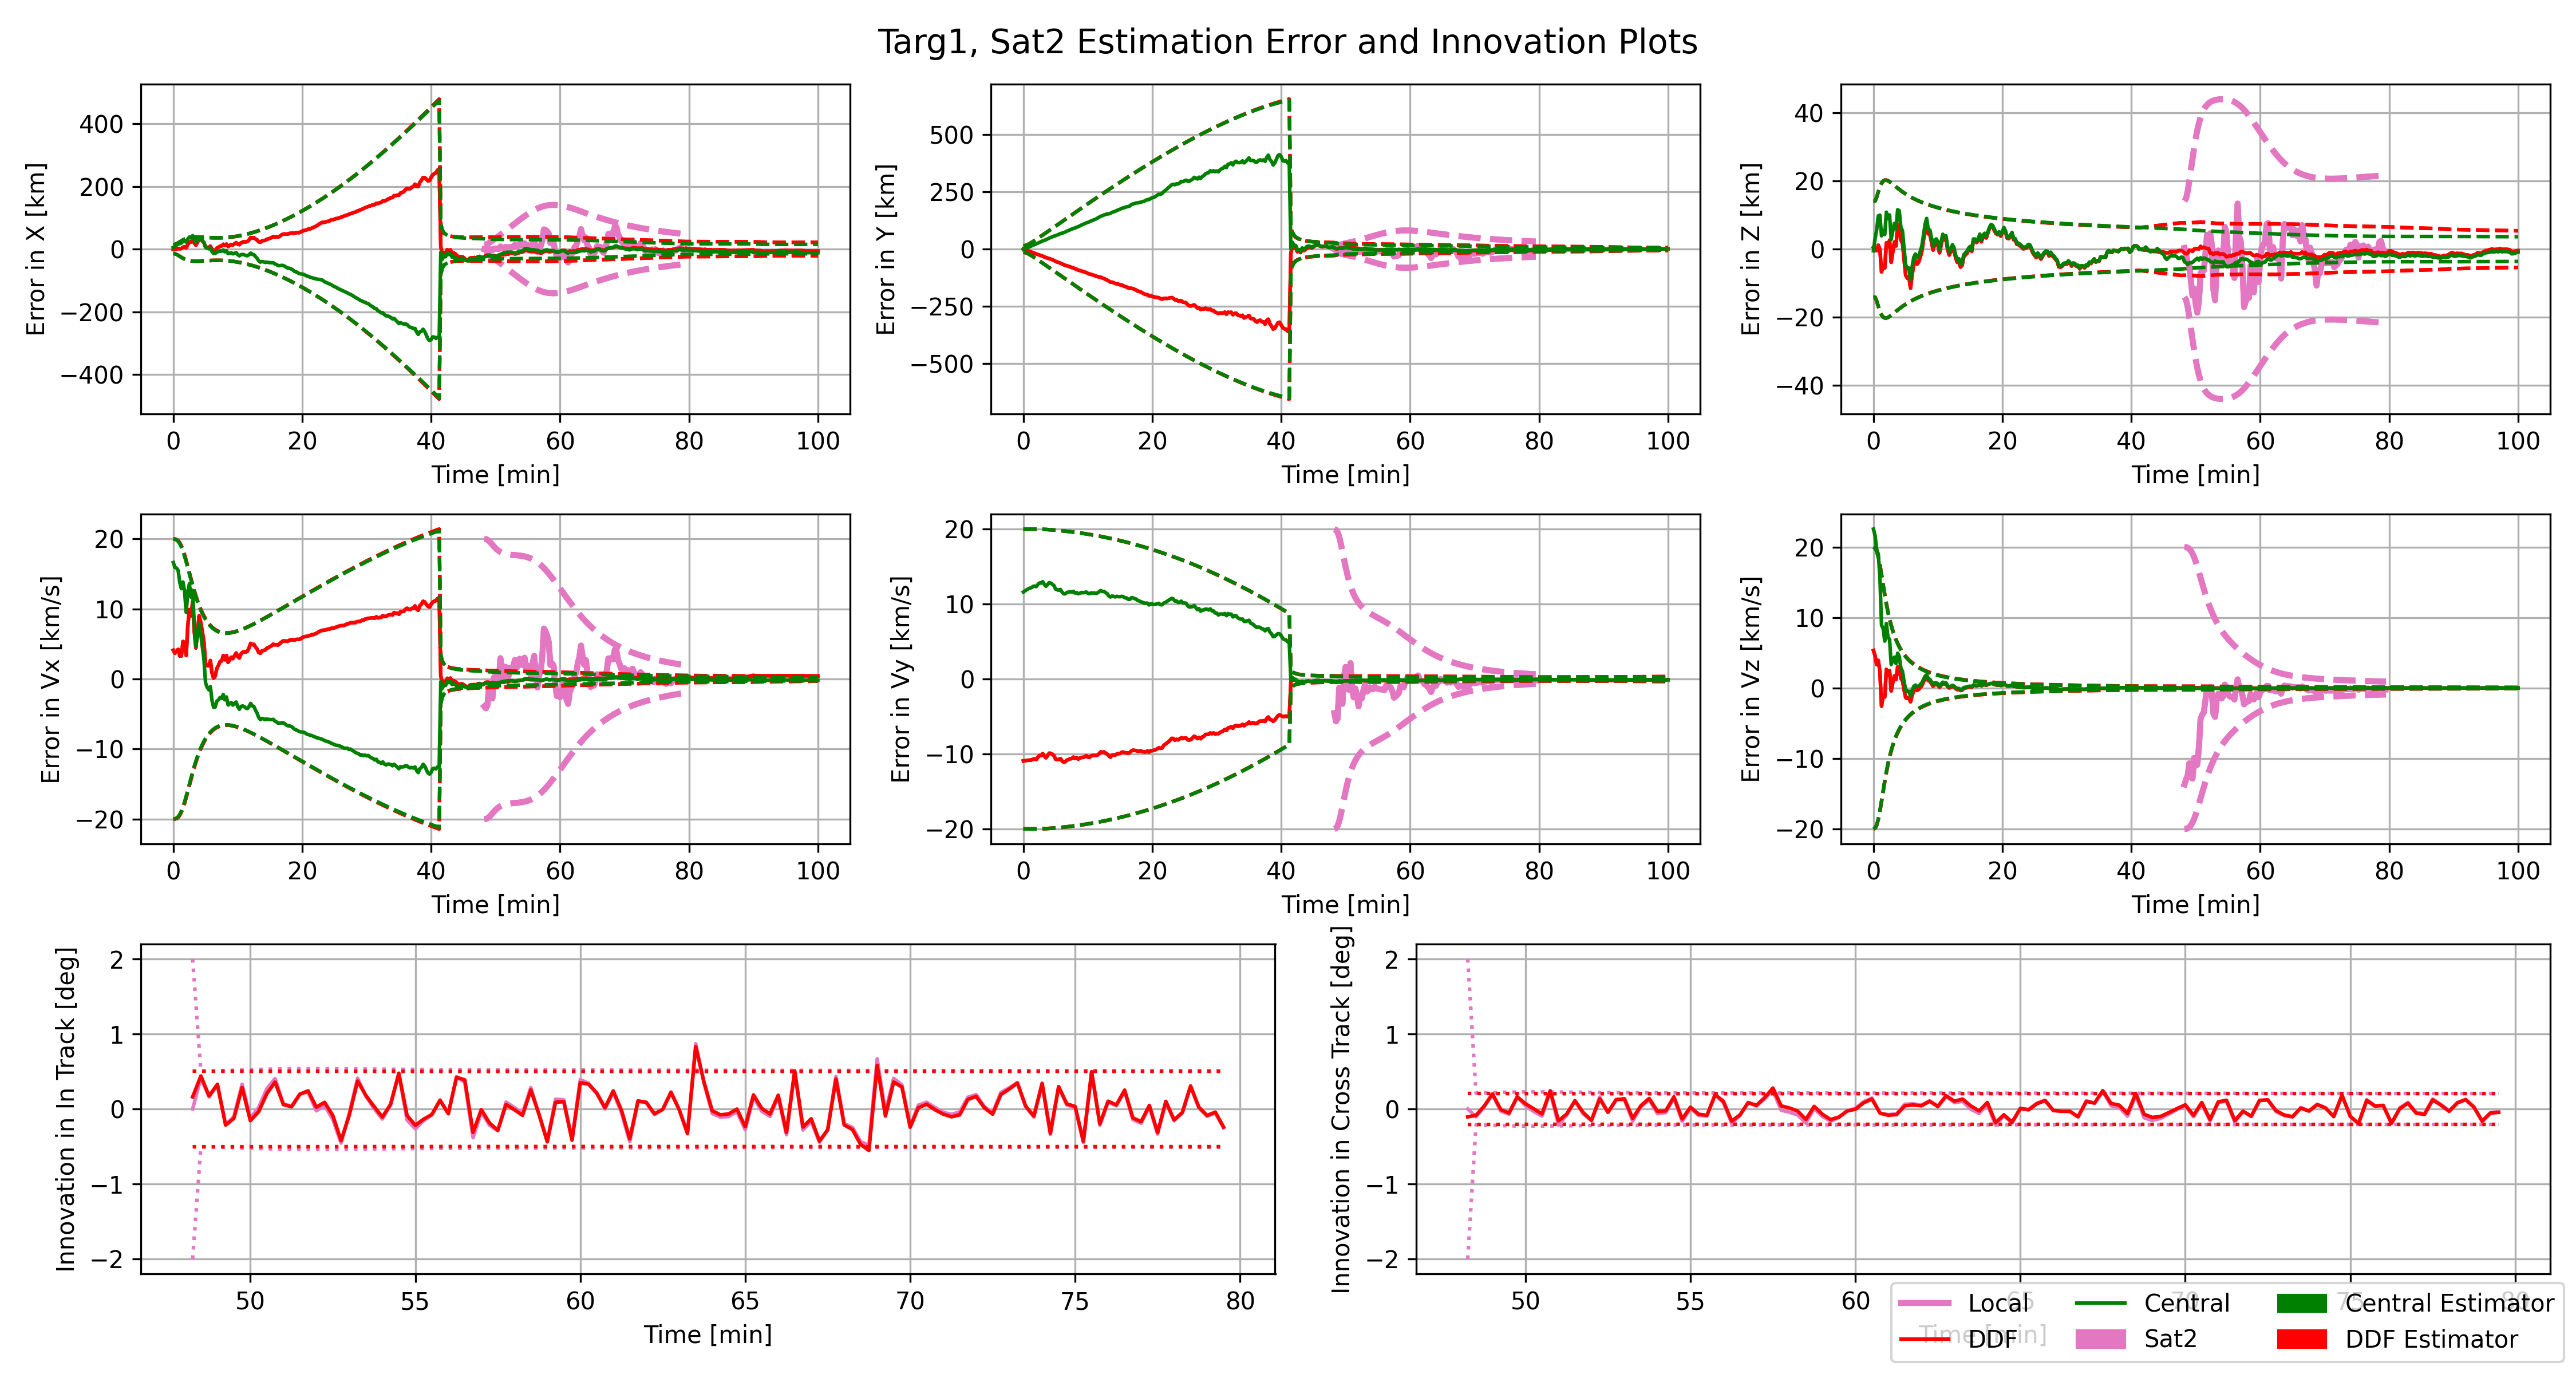 Targ1, Sat2 Estimation Error and Innovation Plots
Error in X [km]
400
200
0
−200
−400
0 20 40 60 80 100
Time [min]
Error in Y [km]
500
250
0
−250
−500
0 20 40 60 80 100
Time [min]
Error in Z [km]
40
20
0
−20
−40
0 20 40 60 80 100
Time [min]
Error in Vx [km/s]
20
10
0
−10
−20
0 20 40 60 80 100
Time [min]
Error in Vy [km/s]
20
10
0
−10
−20
0 20 40 60 80 100
Time [min]
Error in Vz [km/s]
20
10
0
−10
−20
0 20 40 60 80 100
Time [min]
Innovation in In Track [deg]
2
1
0
−1
−2
50 55 60 65 70 75 80
Time [min]
Innovation in Cross Track [deg]
2
1
0
−1
−2
50 55 60 65 70 75 80
Time [min]
Local Central Central Estimator
DDF Sat2 DDF Estimator